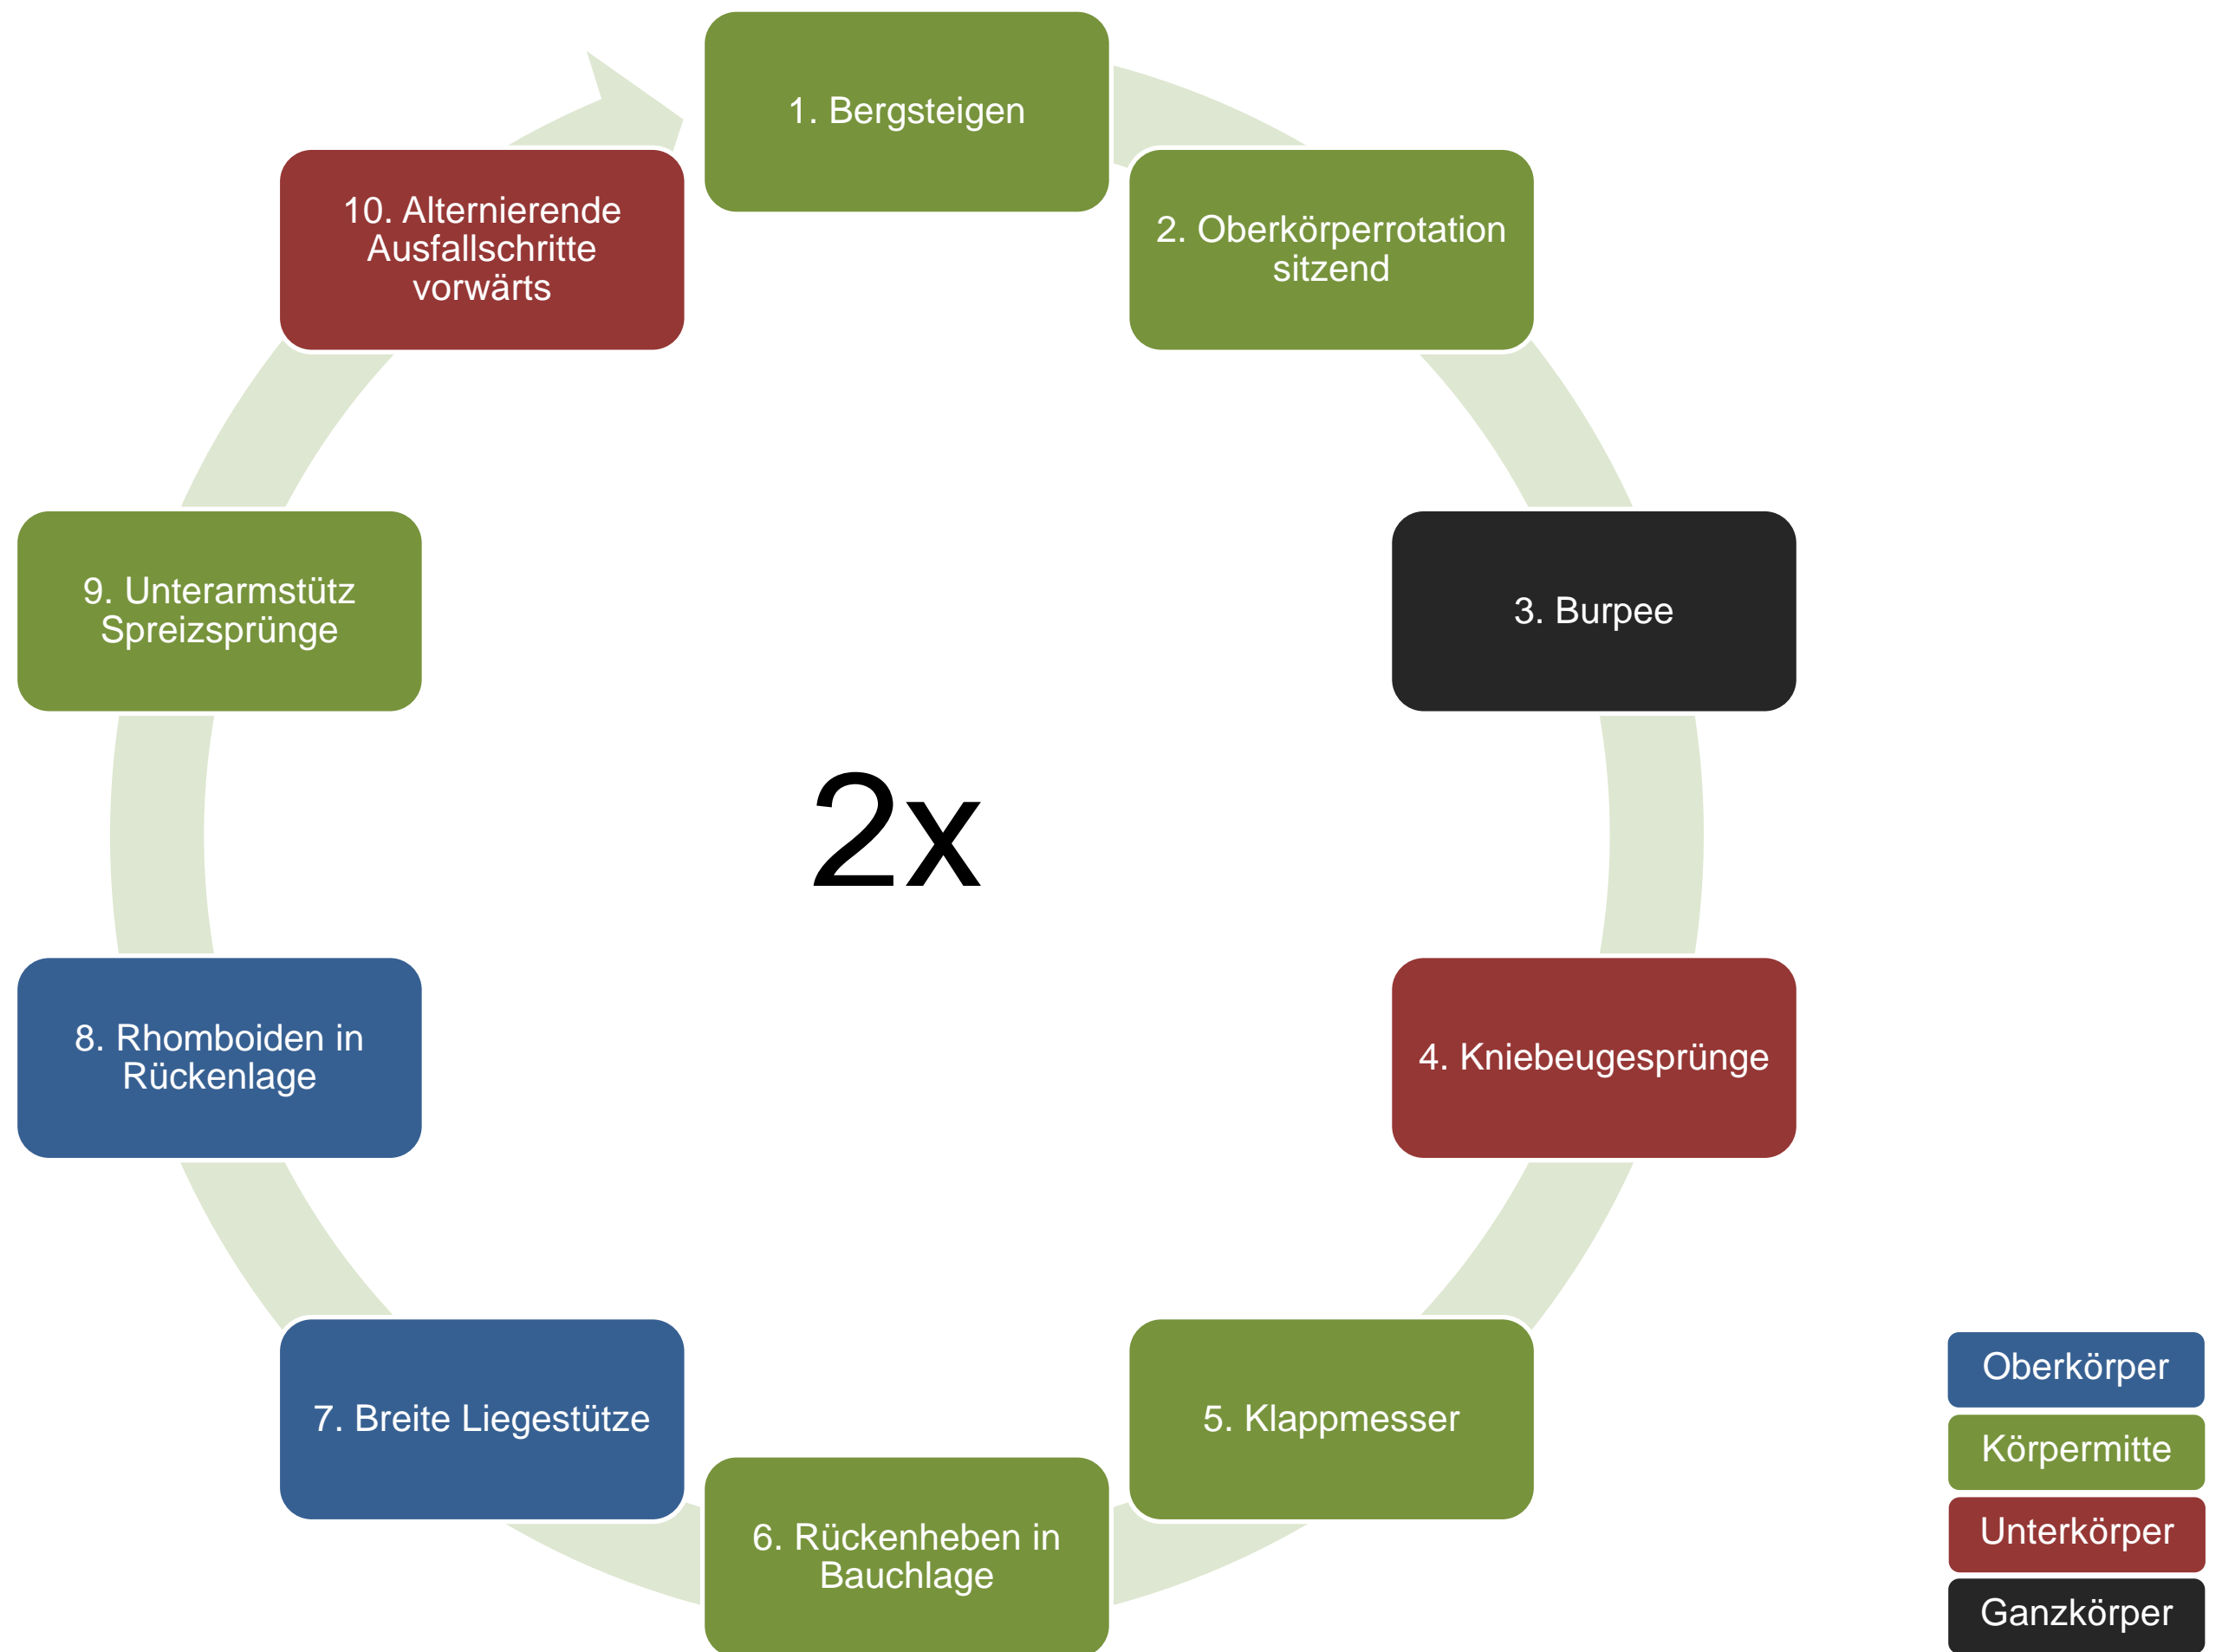 1. Bergsteigen
2. Oberkörperrotation
sitzend
3. Burpee
4. Kniebeugesprünge
5. Klappmesser
6. Rückenheben in
Bauchlage
7. Breite Liegestütze
8. Rhomboiden in
Rückenlage
9. Unterarmstütz
Spreizsprünge
10. Alternierende
Ausfallschritte
vorwärts
2x
Oberkörper
Körpermitte
Unterkörper
Ganzkörper